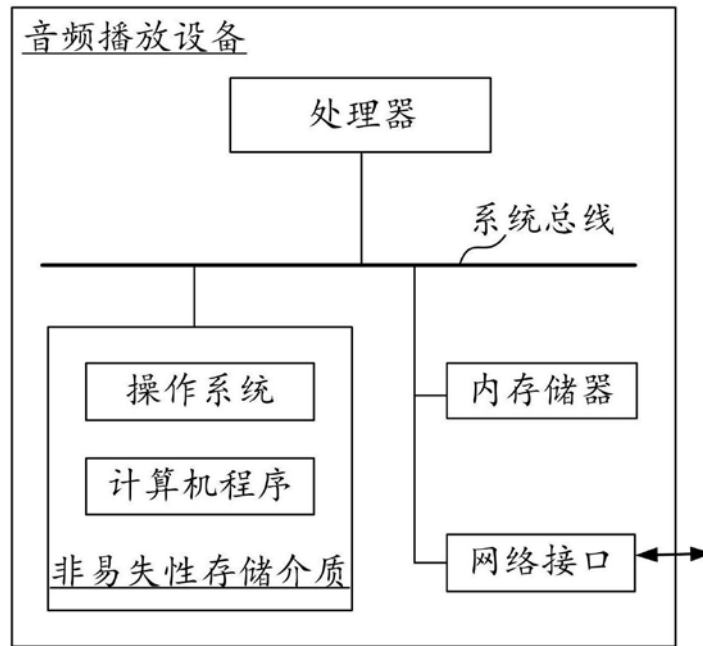 音频播放设备
处理器
系统总线
操作系统
内存储器
计算机程序
非易失性存储介质
网络接口